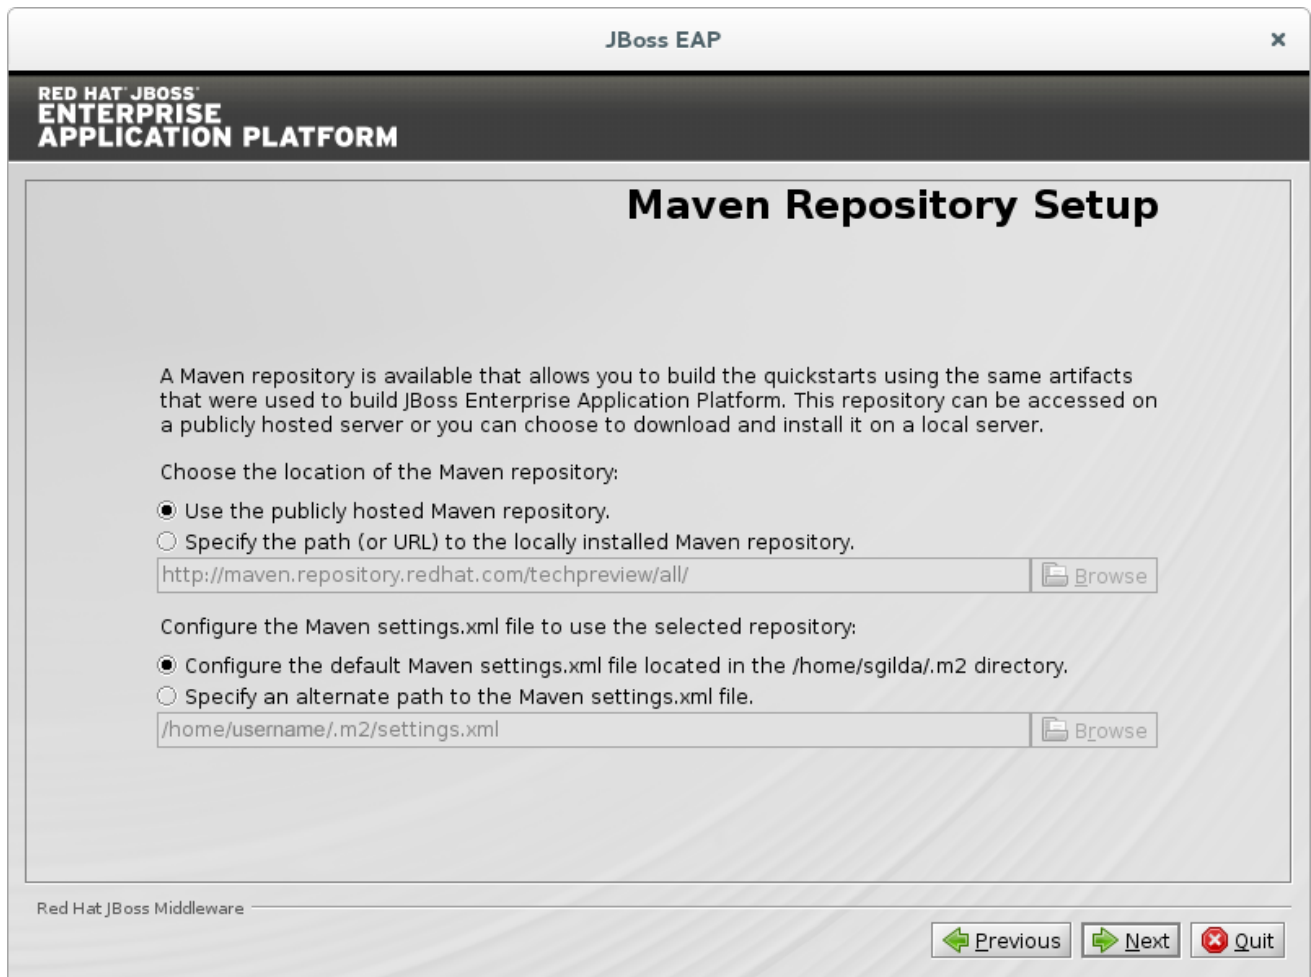 JBoss EAP
RED HAT JBOSS
ENTERPRISE
APPLICATION PLATFORM
Maven Repository Setup
A Maven repository is available that allows you to build the quickstarts using the same artifacts
that were used to build JBoss Enterprise Application Platform. This repository can be accessed on
a publicly hosted server or you can choose to download and install it on a local server.
Choose the location of the Maven repository:
Use the publicly hosted Maven repository.
Specify the path (or URL) to the locally installed Maven repository.
http://maven.repository.redhat.com/techpreview/all/ Browse
Configure the Maven settings.xml file to use the selected repository:
Configure the default Maven settings.xml file located in the /home/sgilda/.m2 directory.
Specify an alternate path to the Maven settings.xml file.
/home/username/.m2/settings.xml Browse
Red Hat JBoss Middleware
Previous Next Quit